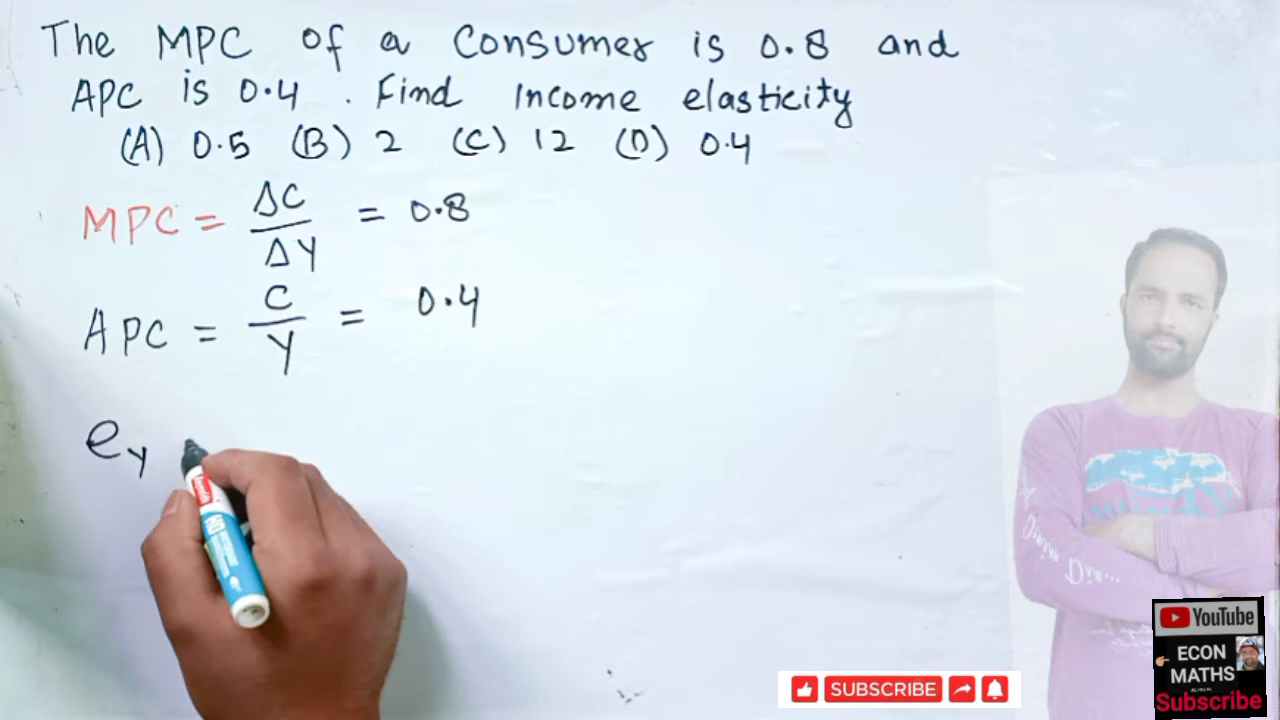 The MPC of a Consumer is 0.8 and
APC is 0.4 . Find Income elasticity
(A) 0.5 (B) 2 (C) 12 (D) 0.4
MPC = ΔC/ΔY = 0.8
APC = C/Y = 0.4
e_Y
SUBSCRIBE
YouTube
ECON
MATHS
Subscribe